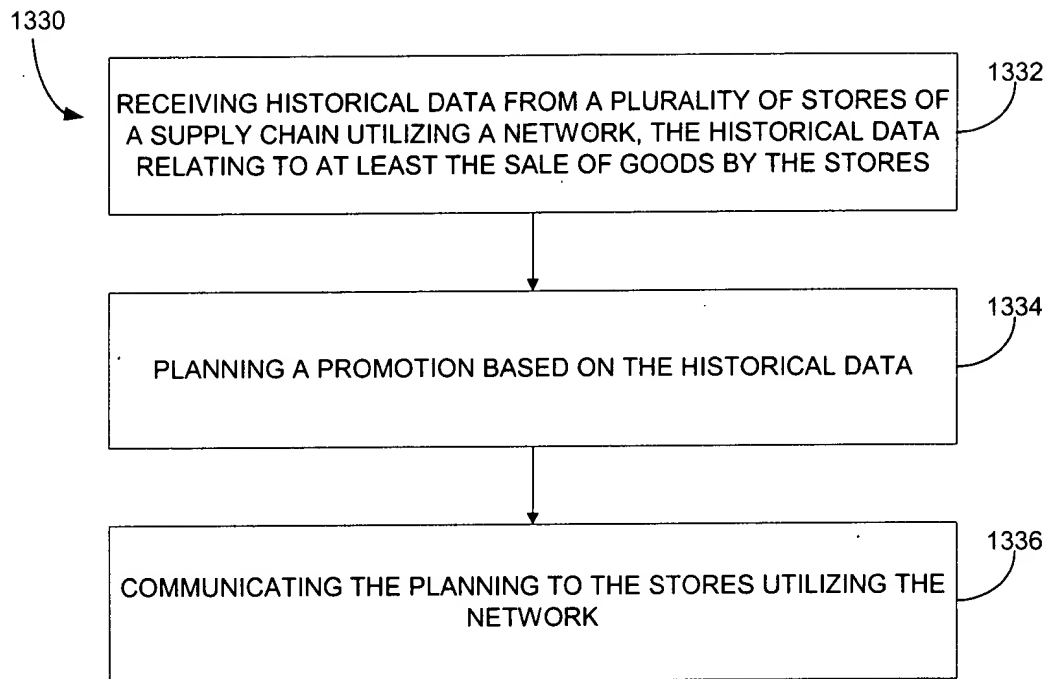 1330
1332
RECEIVING HISTORICAL DATA FROM A PLURALITY OF STORES OF
A SUPPLY CHAIN UTILIZING A NETWORK, THE HISTORICAL DATA
RELATING TO AT LEAST THE SALE OF GOODS BY THE STORES
1334
PLANNING A PROMOTION BASED ON THE HISTORICAL DATA
1336
COMMUNICATING THE PLANNING TO THE STORES UTILIZING THE
NETWORK